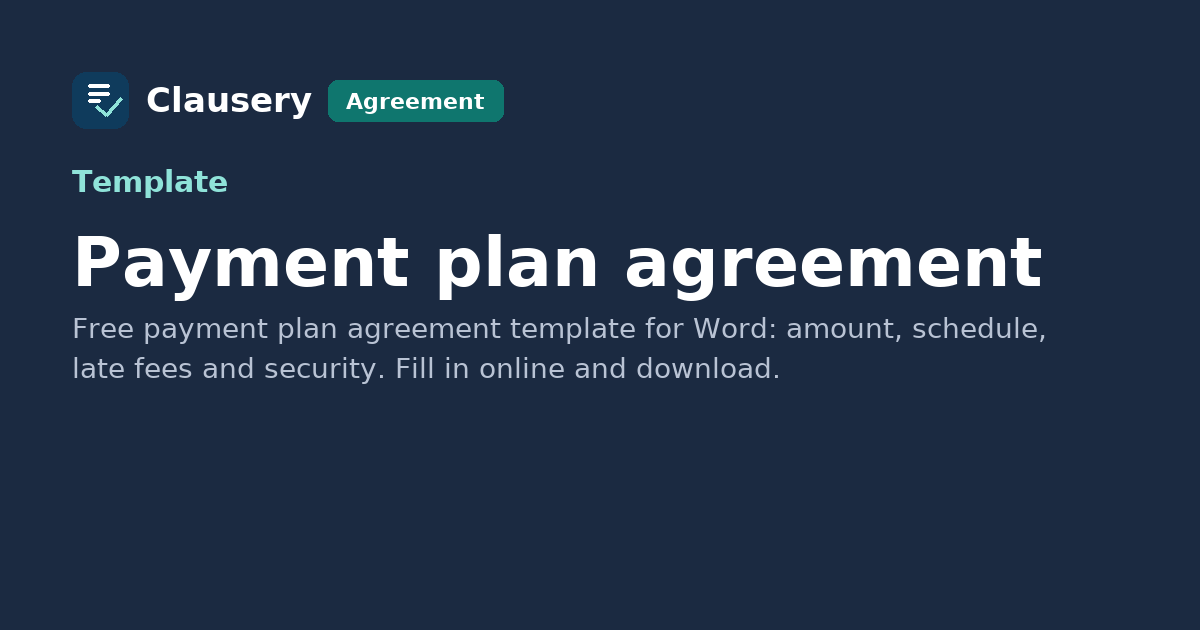 Clausery Agreement
Template
Payment plan agreement
Free payment plan agreement template for Word: amount, schedule,
late fees and security. Fill in online and download.